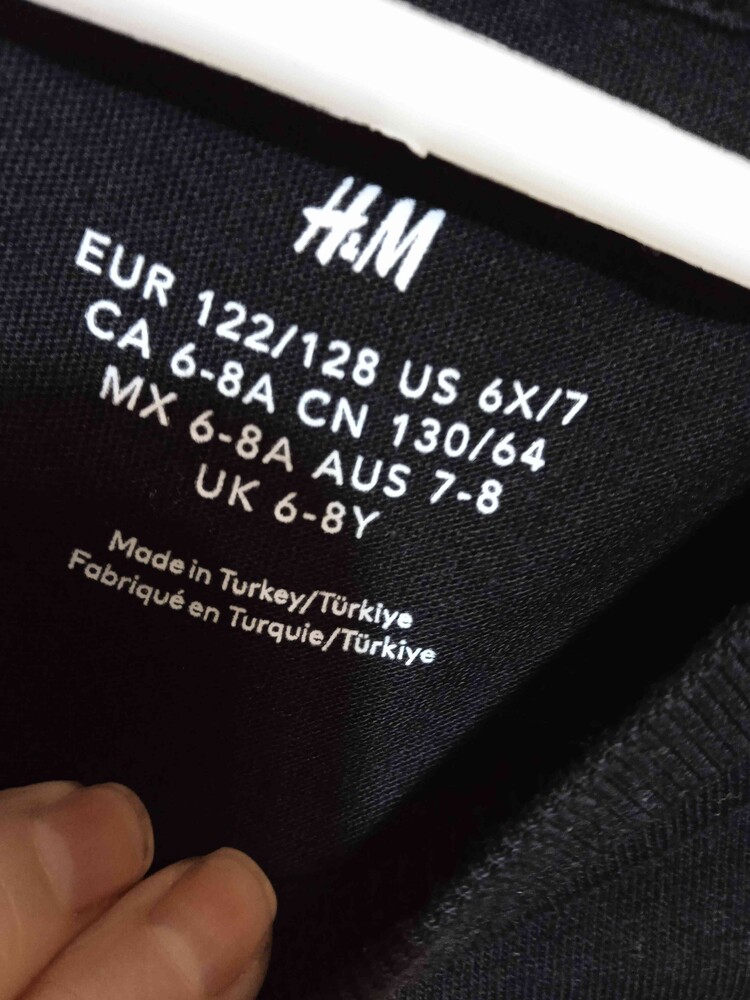 H&M
EUR 122/128 US 6X/7
CA 6-8A CN 130/64
MX 6-8A AUS 7-8
UK 6-8Y
Made in Turkey/Türkiye
Fabriqué en Turquie/Türkiye